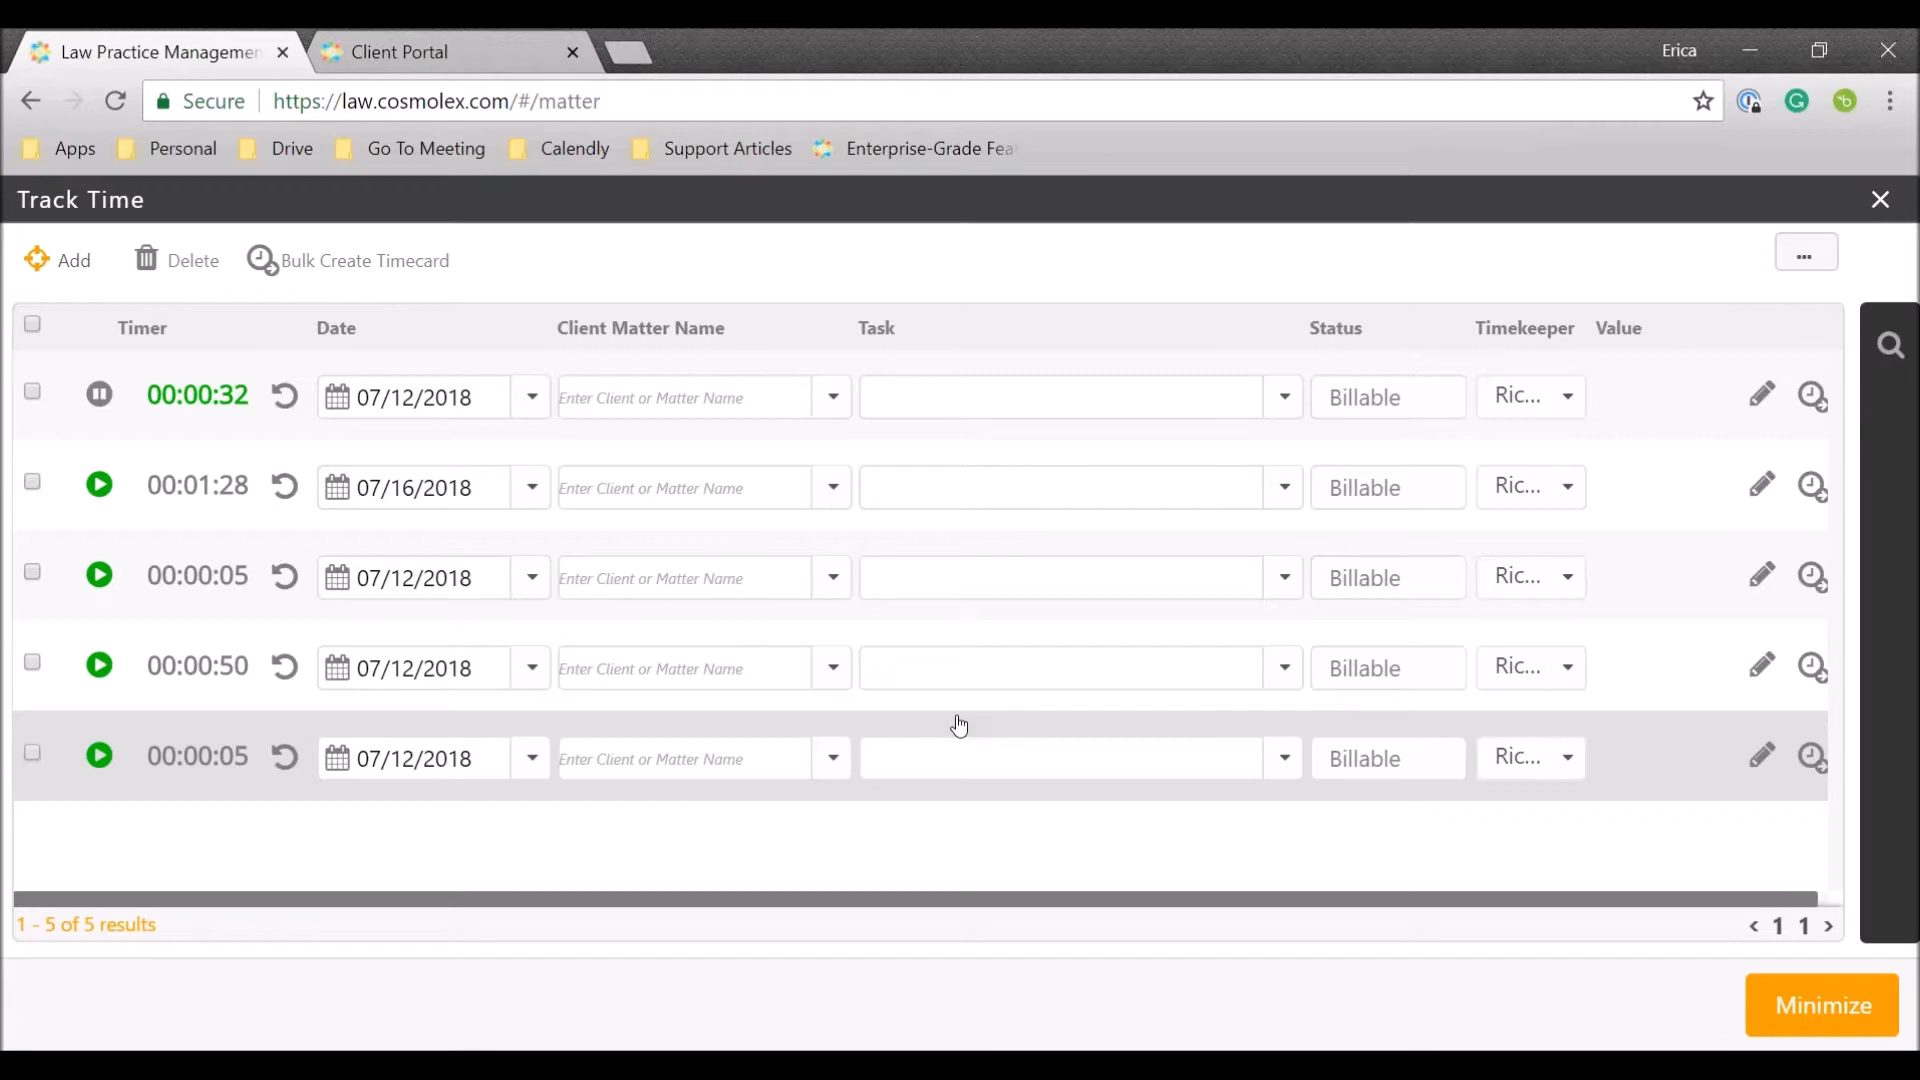 Law Practice Managemen
Client Portal
Erica
Secure
https://law.cosmolex.com/#/matter
Apps
Personal
Drive
Go To Meeting
Calendly
Support Articles
Enterprise-Grade Fea
Track Time
Add
Delete
Bulk Create Timecard
...
Timer Date Client Matter Name Task Status Timekeeper Value
00:00:32 07/12/2018 Enter Client or Matter Name Billable Ric...
00:01:28 07/16/2018 Enter Client or Matter Name Billable Ric...
00:00:05 07/12/2018 Enter Client or Matter Name Billable Ric...
00:00:50 07/12/2018 Enter Client or Matter Name Billable Ric...
00:00:05 07/12/2018 Enter Client or Matter Name Billable Ric...
1 - 5 of 5 results
< 1 1 >
Minimize